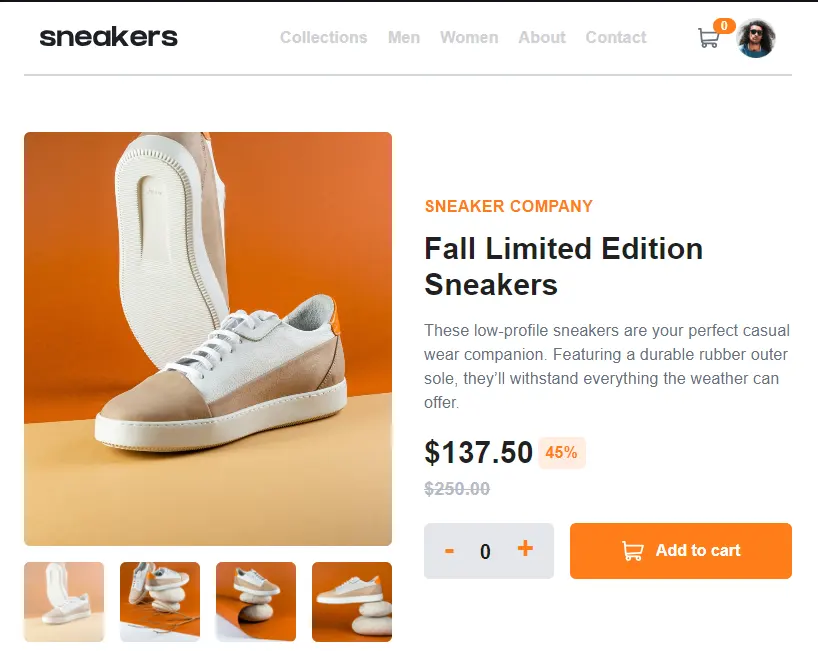 sneakers
Collections Men Women About Contact
0
SNEAKER COMPANY
Fall Limited Edition
Sneakers
These low-profile sneakers are your perfect casual
wear companion. Featuring a durable rubber outer
sole, they’ll withstand everything the weather can
offer.
$137.50 45%
$250.00
- 0 + Add to cart